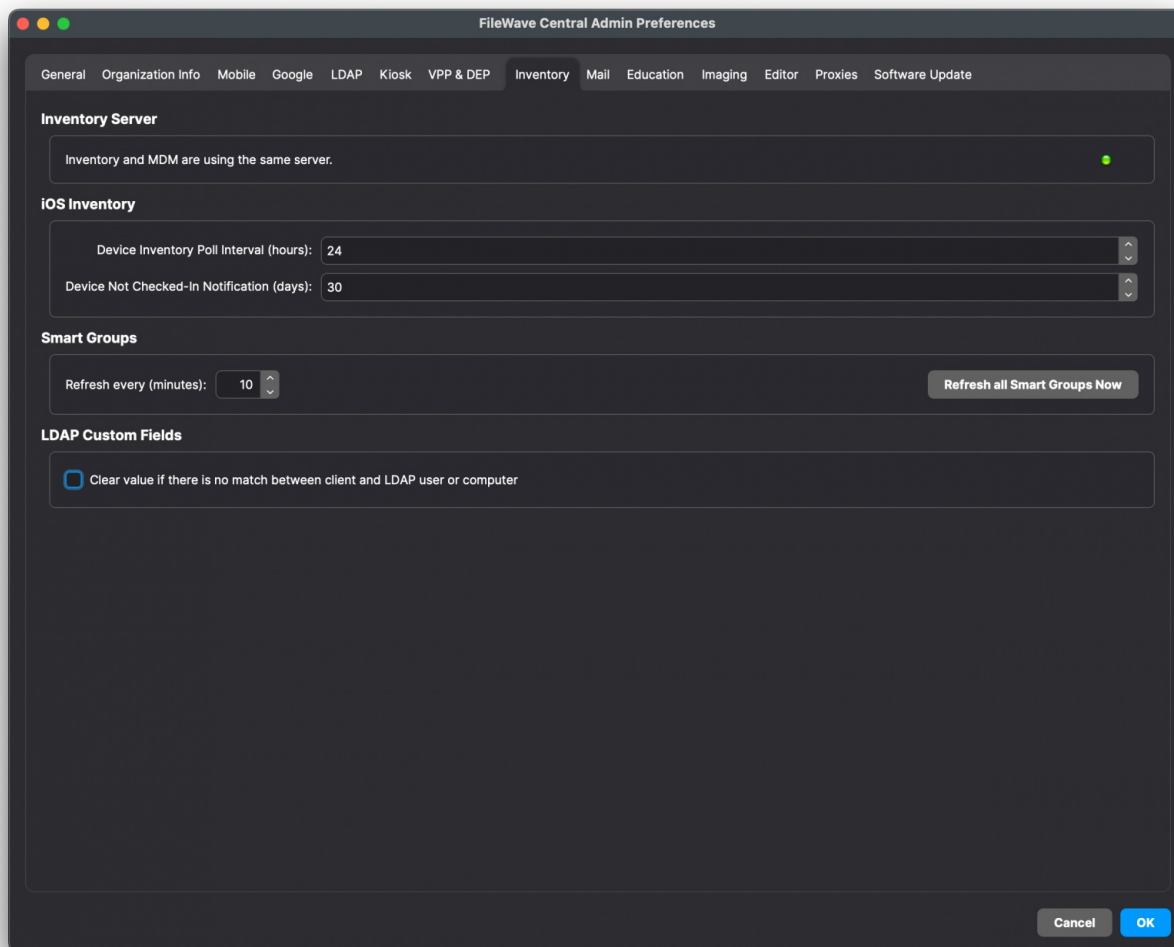 FileWave Central Admin Preferences
General Organization Info Mobile Google LDAP Kiosk VPP & DEP Inventory Mail Education Imaging Editor Proxies Software Update
Inventory Server
Inventory and MDM are using the same server.
iOS Inventory
Device Inventory Poll Interval (hours): 24
Device Not Checked-In Notification (days): 30
Smart Groups
Refresh every (minutes): 10 Refresh all Smart Groups Now
LDAP Custom Fields
Clear value if there is no match between client and LDAP user or computer
Cancel OK